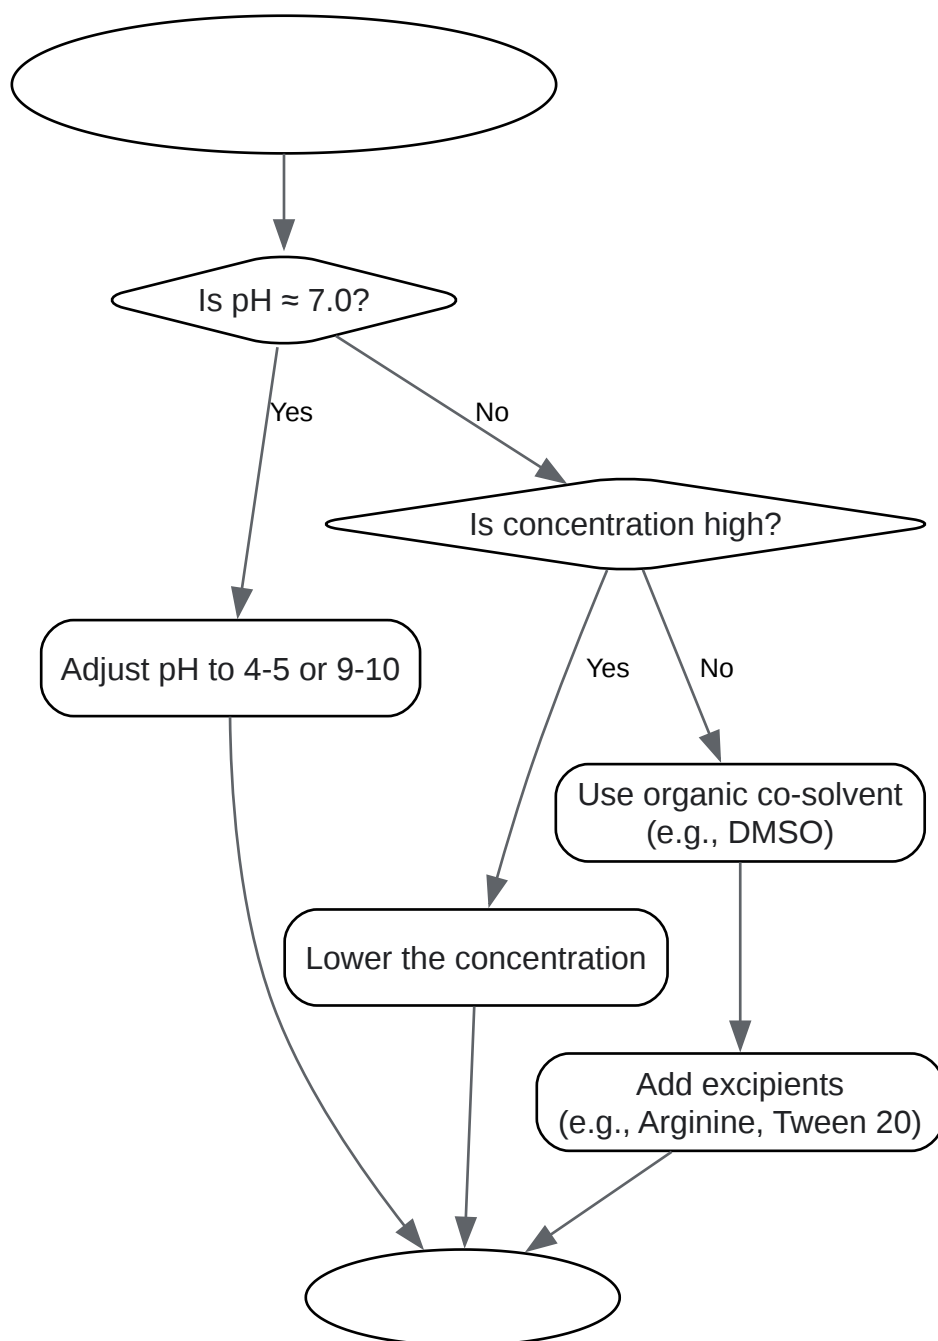 Is pH ≈ 7.0?
Yes
No
Is concentration high?
Adjust pH to 4-5 or 9-10
Yes
No
Use organic co-solvent
(e.g., DMSO)
Lower the concentration
Add excipients
(e.g., Arginine, Tween 20)